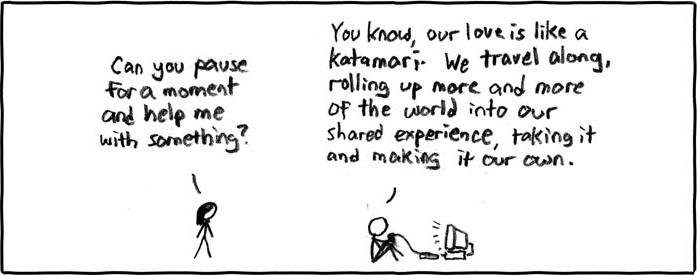 Can you pause
for a moment
and help me
with something?
You know, our love is like a
katamari. We travel along,
rolling up more and more
of the world into our
shared experience, taking it
and making it our own.